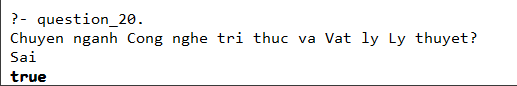 ?- question_20.
Chuyen nganh Cong nghe tri thuc va Vat ly Ly thuyet?
Sai
true